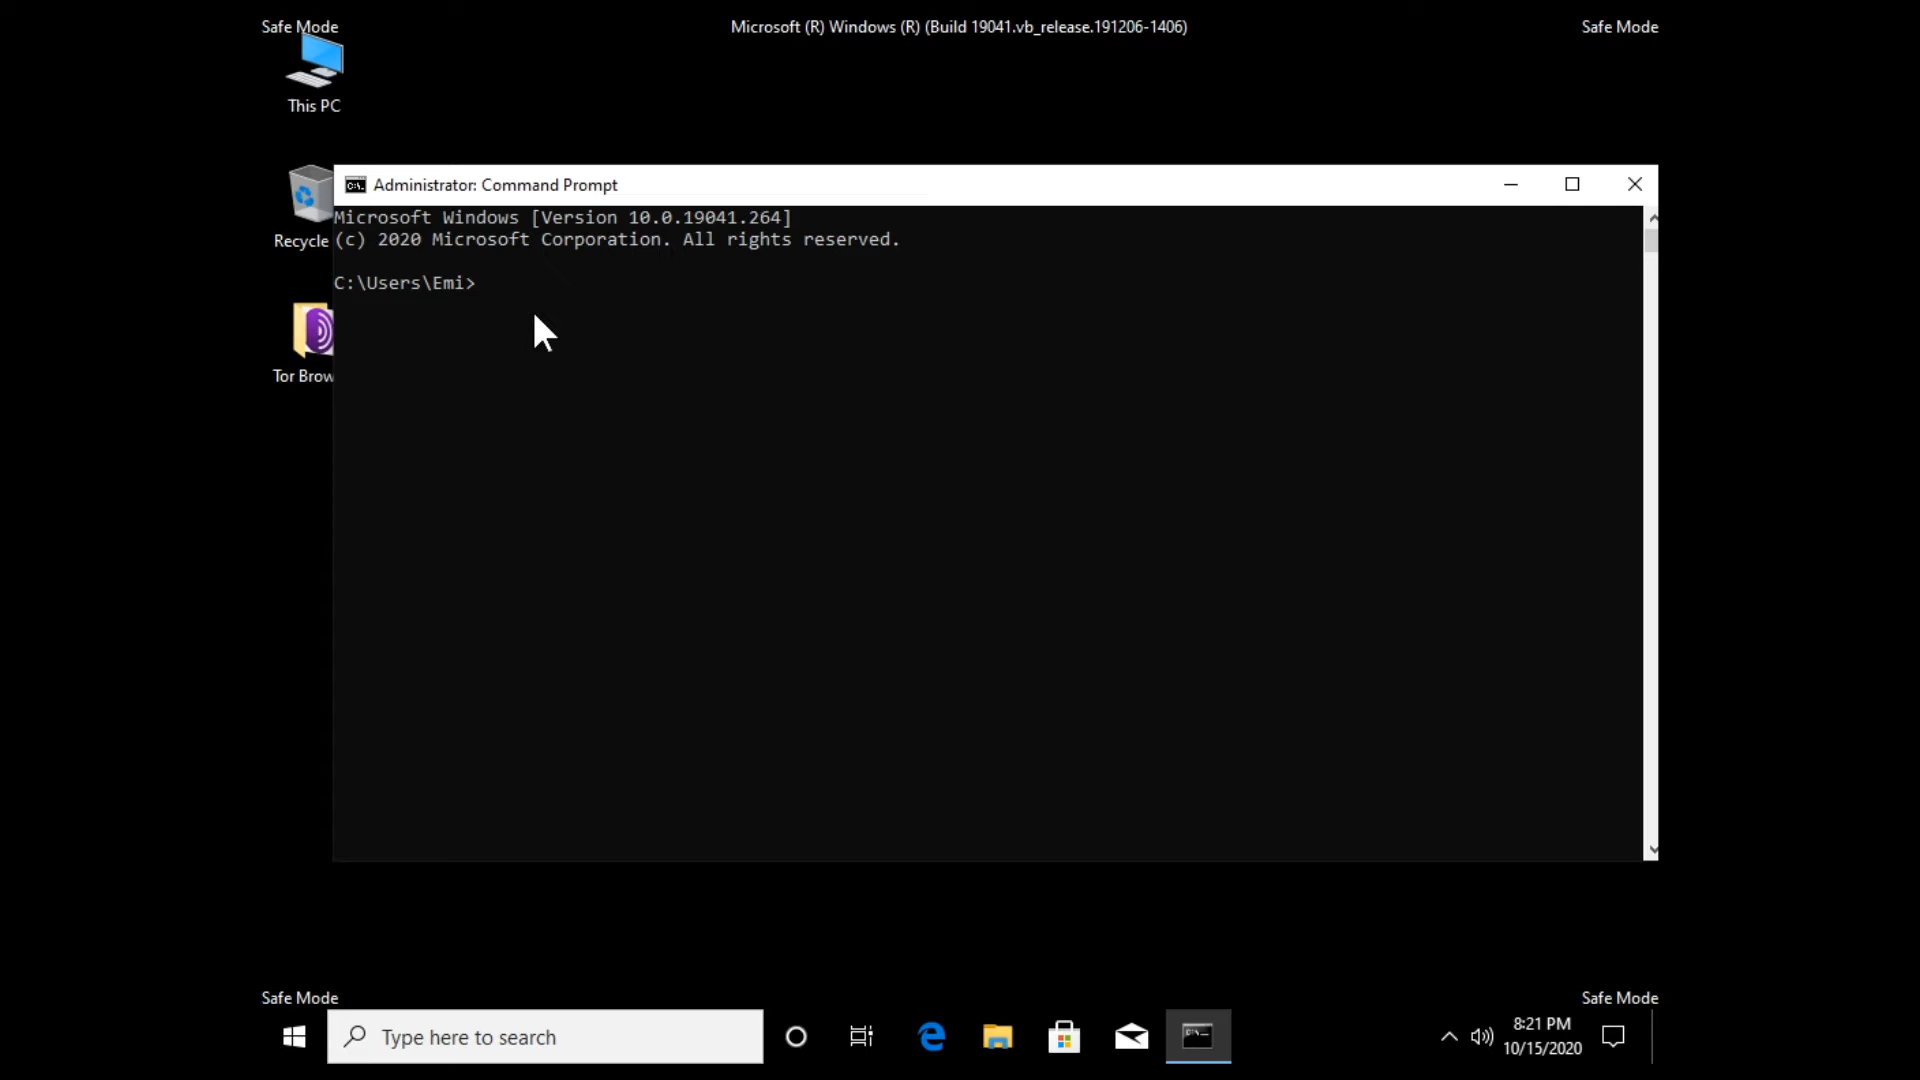 Safe Mode
Microsoft (R) Windows (R) (Build 19041.vb_release.191206-1406)
Safe Mode
This PC
Administrator: Command Prompt
Microsoft Windows [Version 10.0.19041.264]
Recycle
(c) 2020 Microsoft Corporation. All rights reserved.
C:\Users\Emi>
Tor Brow
Safe Mode
Safe Mode
Type here to search
8:21 PM
10/15/2020